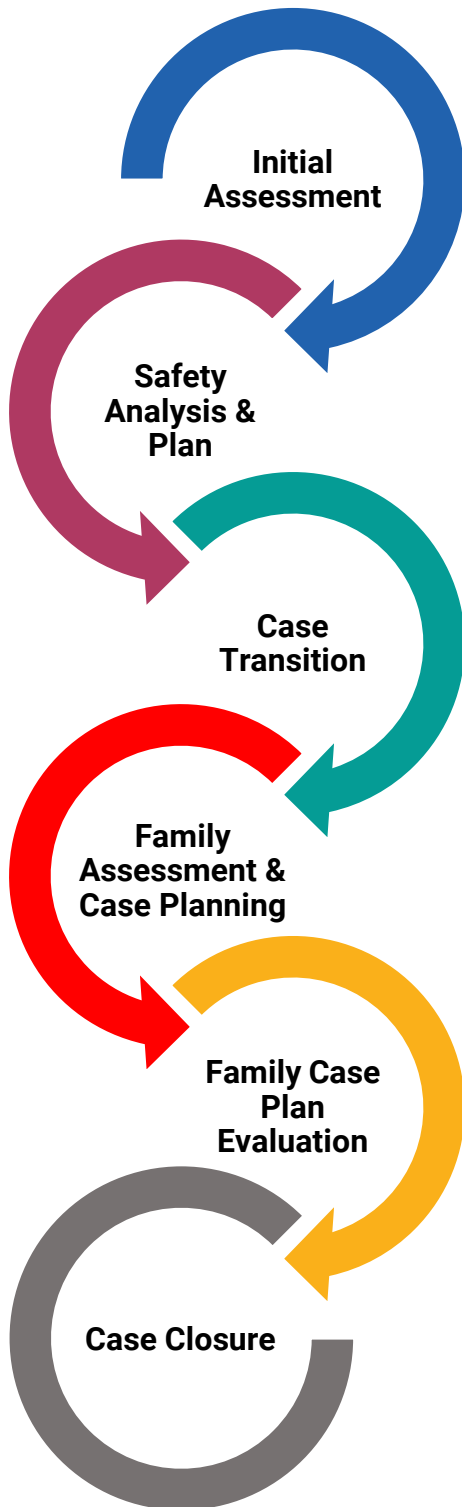 Initial
Assessment
Safety
Analysis &
Plan
Case
Transition
Family
Assessment &
Case Planning
Family Case
Plan
Evaluation
Case Closure